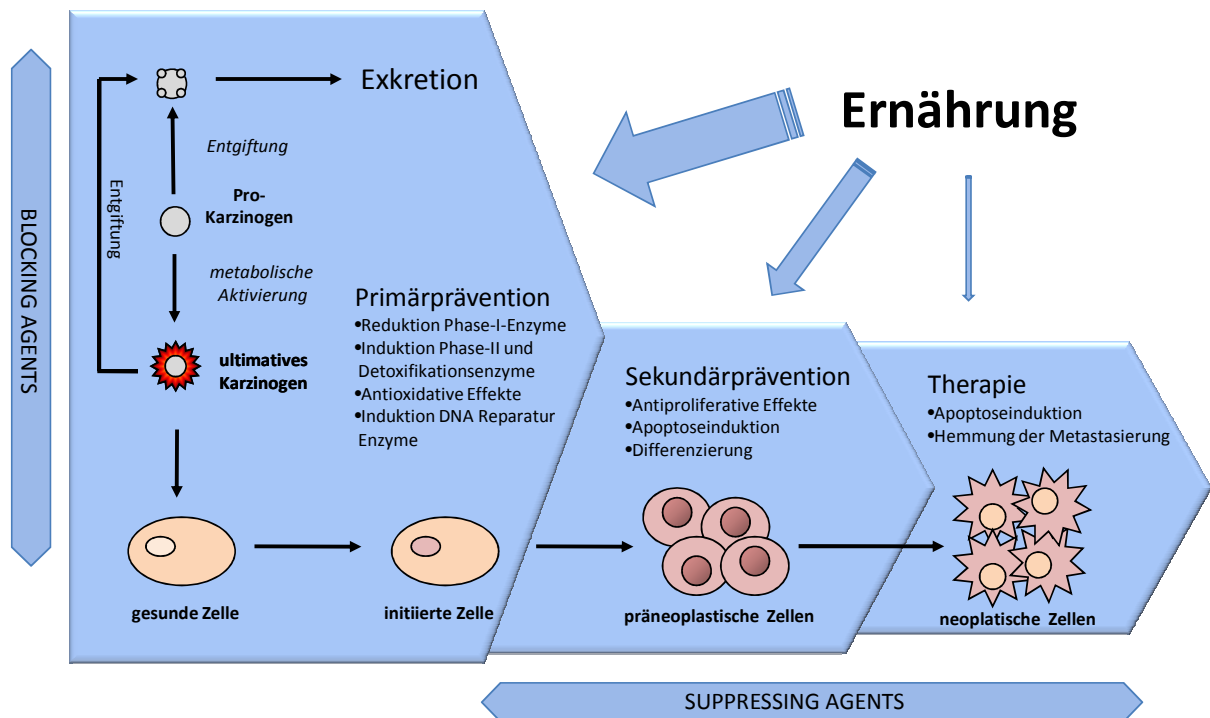 Exkretion
Ernährung
Entgiftung
Entgiftung
Pro-
Karzinogen
BLOCKING AGENTS
metabolische
Aktivierung
ultimatives
Karzinogen
Primärprävention
•Reduktion Phase-I-Enzyme
•Induktion Phase-II und
Detoxifikationsenzyme
•Antioxidative Effekte
•Induktion DNA Reparatur
Enzyme
Sekundärprävention
•Antiproliferative Effekte
•Apoptoseinduktion
•Differenzierung
Therapie
•Apoptoseinduktion
•Hemmung der Metastasierung
gesunde Zelle
initiierte Zelle
präneoplastische Zellen
neoplatische Zellen
SUPPRESSING AGENTS